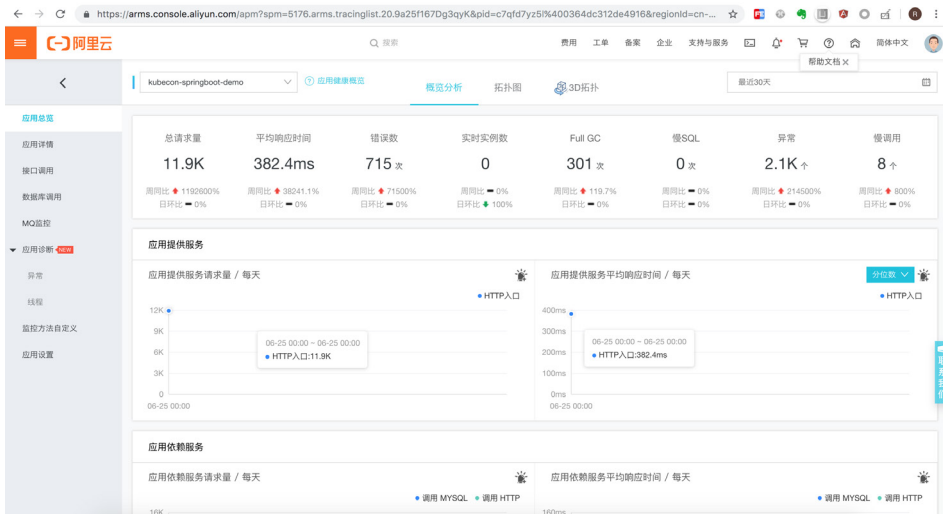 https://arms.console.aliyun.com/apm?spm=5176.arms.tracinglist.20.9a25f167Dg3qyK&pid=c7qfd7yz5i%400364dc312de4916&regionId=cn-...
阿里云
搜索
费用 工单 备案 企业 支持与服务 简体中文
帮助文档 ×
kubecon-springboot-demo
应用健康概览
概览分析 拓扑图 3D拓扑
最近30天
应用总览
应用详情
接口调用
数据库调用
MQ监控
应用诊断 NEW
异常
线程
监控方法自定义
应用设置
总请求量 平均响应时间 错误数 实时实例数 Full GC 慢SQL 异常 慢调用
11.9K 382.4ms 715 次 0 301 次 0 次 2.1K 个 8 个
周同比 1192600% 周同比 38241.1% 周同比 71500% 周同比 0% 周同比 119.7% 周同比 0% 周同比 214500% 周同比 800%
日环比 0% 日环比 0% 日环比 0% 日环比 100% 日环比 0% 日环比 0% 日环比 0% 日环比 0%
应用提供服务
应用提供服务请求量 / 每天
HTTP入口
12K
9K
6K
3K
0
06-25 00:00
06-25 00:00 ~ 06-25 00:00
HTTP入口:11.9K
应用提供服务平均响应时间 / 每天
分位数
HTTP入口
400ms
300ms
200ms
100ms
0ms
06-25 00:00
06-25 00:00 ~ 06-25 00:00
HTTP入口:382.4ms
联系我们
应用依赖服务
应用依赖服务请求量 / 每天
调用 MYSQL 调用 HTTP
16K
应用依赖服务平均响应时间 / 每天
调用 MYSQL 调用 HTTP
160ms